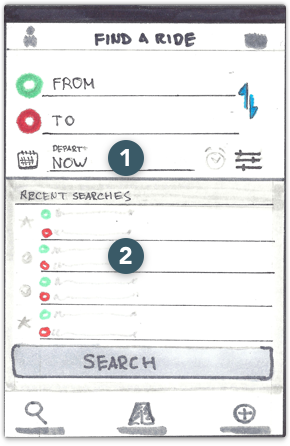 FIND A RIDE
FROM
TO
DEPART
NOW
1
RECENT SEARCHES
2
SEARCH